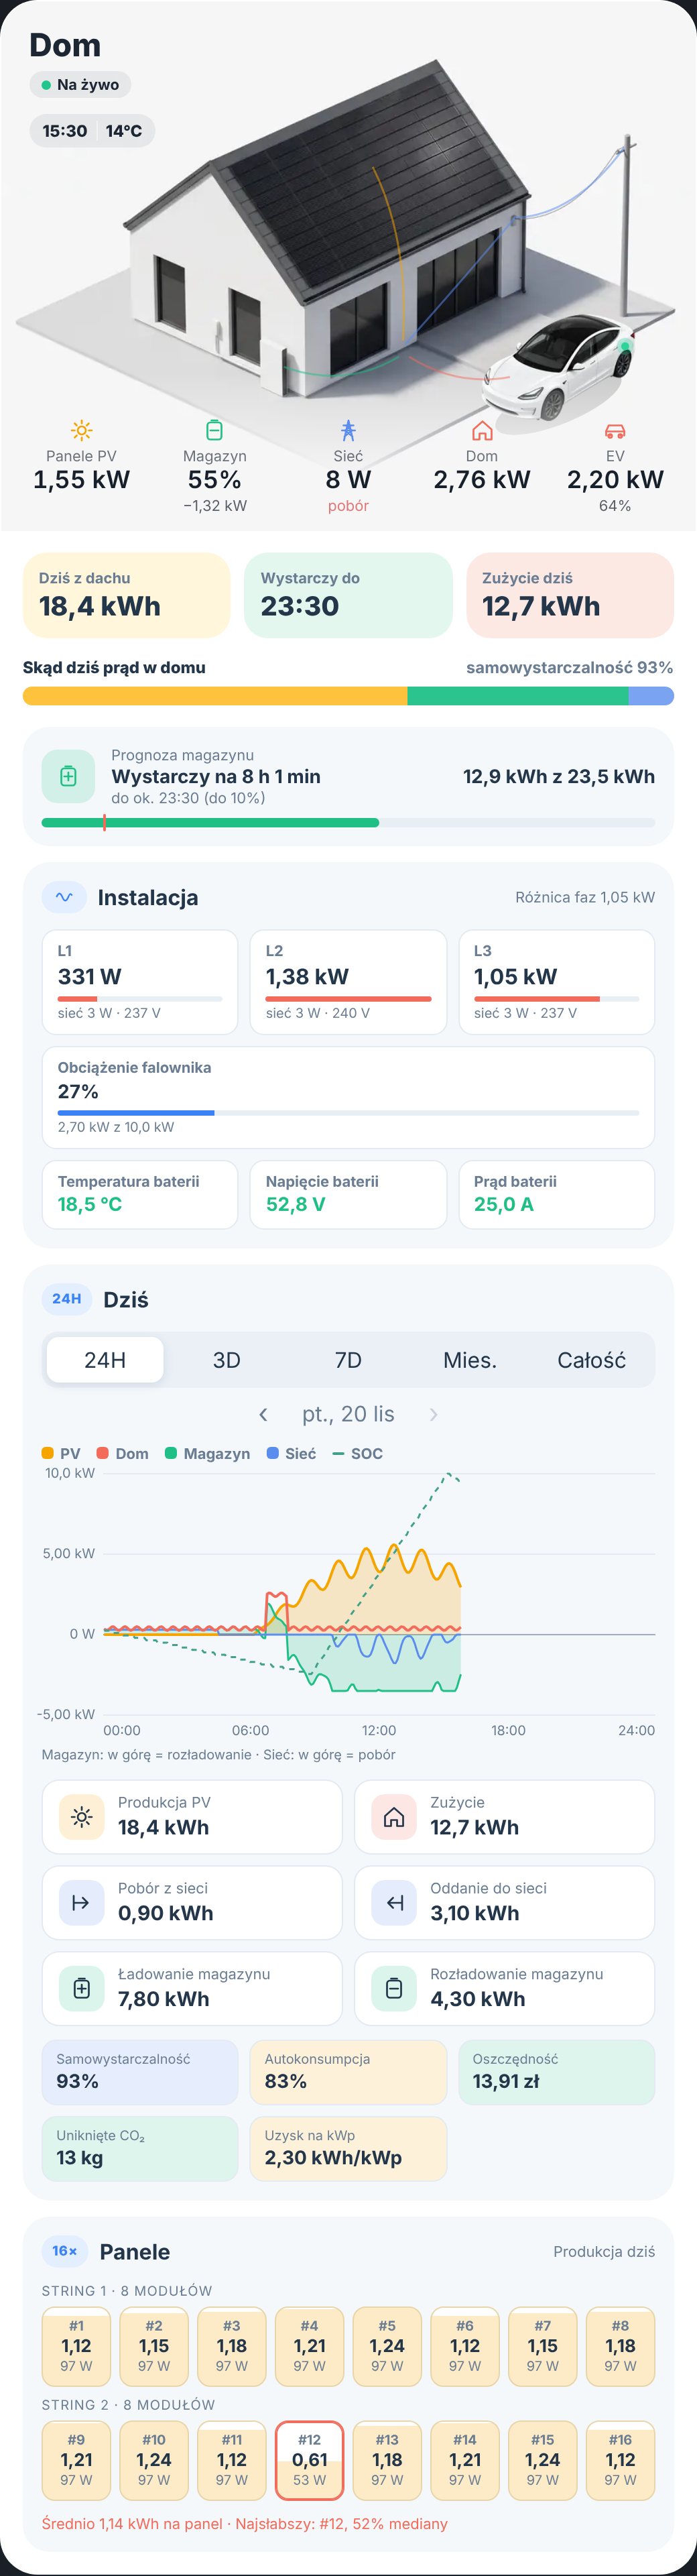 Dom
Na żywo
15:30 14°C
Panele PV Magazyn Sieć Dom EV
1,55 kW 55% 8 W 2,76 kW 2,20 kW
−1,32 kW pobór 64%
Dziś z dachu Wystarczy do Zużycie dziś
18,4 kWh 23:30 12,7 kWh
Skąd dziś prąd w domu samowystarczalność 93%
Prognoza magazynu
Wystarczy na 8 h 1 min 12,9 kWh z 23,5 kWh
do ok. 23:30 (do 10%)
Instalacja Różnica faz 1,05 kW
L1 L2 L3
331 W 1,38 kW 1,05 kW
sieć 3 W · 237 V sieć 3 W · 240 V sieć 3 W · 237 V
Obciążenie falownika
27%
2,70 kW z 10,0 kW
Temperatura baterii Napięcie baterii Prąd baterii
18,5 °C 52,8 V 25,0 A
24H Dziś
24H 3D 7D Mies. Całość
‹ pt., 20 lis ›
PV Dom Magazyn Sieć SOC
10,0 kW
5,00 kW
0 W
-5,00 kW
00:00 06:00 12:00 18:00 24:00
Magazyn: w górę = rozładowanie · Sieć: w górę = pobór
Produkcja PV Zużycie
18,4 kWh 12,7 kWh
Pobór z sieci Oddanie do sieci
0,90 kWh 3,10 kWh
Ładowanie magazynu Rozładowanie magazynu
7,80 kWh 4,30 kWh
Samowystarczalność Autokonsumpcja Oszczędność
93% 83% 13,91 zł
Uniknięte CO₂ Uzysk na kWp
13 kg 2,30 kWh/kWp
16× Panele Produkcja dziś
STRING 1 · 8 MODUŁÓW
#1 #2 #3 #4 #5 #6 #7 #8
1,12 1,15 1,18 1,21 1,24 1,12 1,15 1,18
97 W 97 W 97 W 97 W 97 W 97 W 97 W 97 W
STRING 2 · 8 MODUŁÓW
#9 #10 #11 #12 #13 #14 #15 #16
1,21 1,24 1,12 0,61 1,18 1,21 1,24 1,12
97 W 97 W 97 W 53 W 97 W 97 W 97 W 97 W
Średnio 1,14 kWh na panel · Najsłabszy: #12, 52% mediany